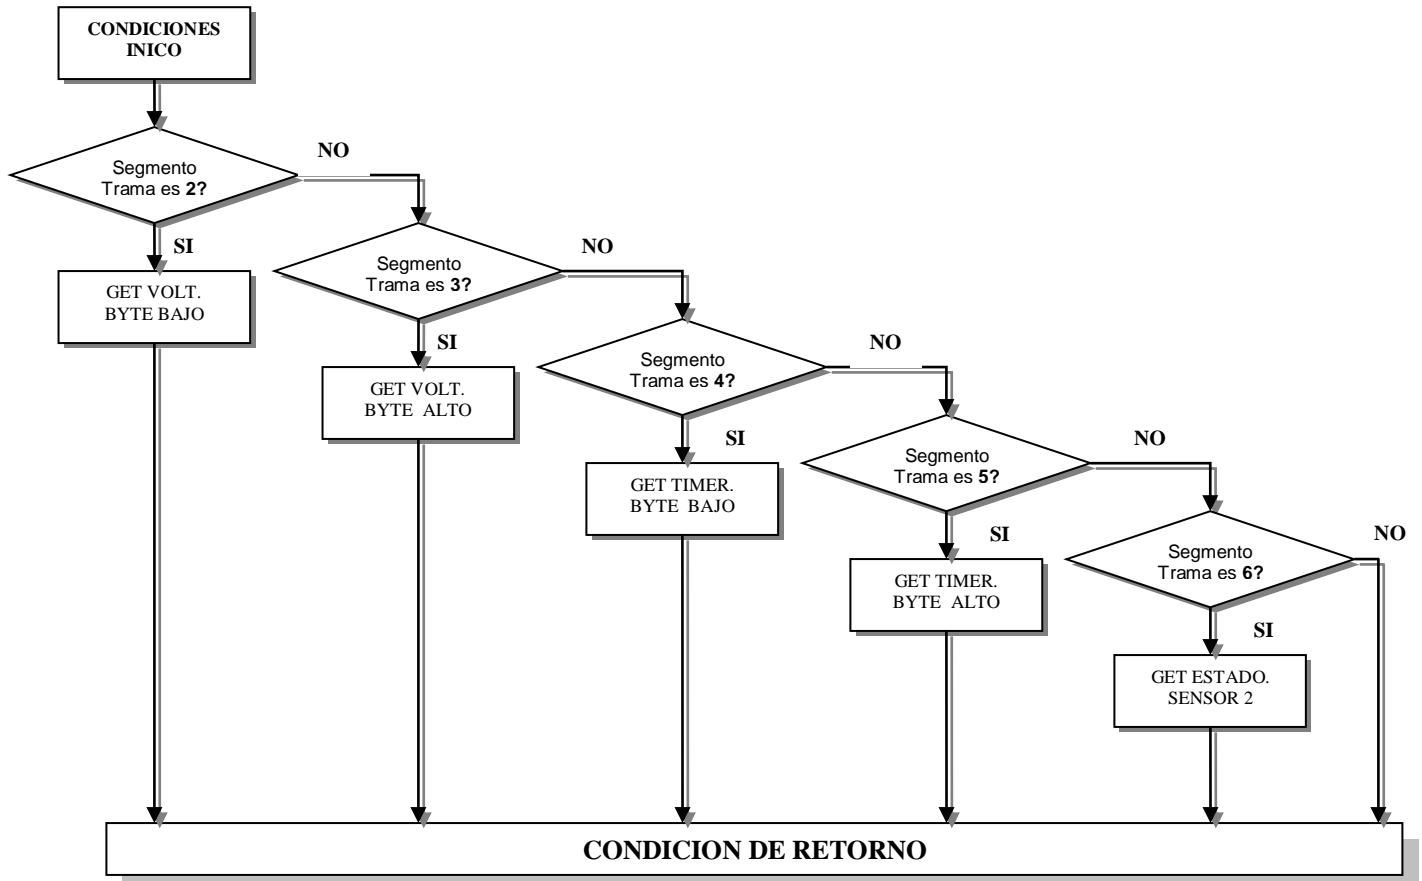 CONDICIONES
INICO
Segmento
Trama es 2?
NO
SI
GET VOLT.
BYTE BAJO
Segmento
Trama es 3?
NO
SI
GET VOLT.
BYTE ALTO
Segmento
Trama es 4?
NO
SI
GET TIMER.
BYTE BAJO
Segmento
Trama es 5?
NO
SI
GET TIMER.
BYTE ALTO
Segmento
Trama es 6?
NO
SI
GET ESTADO.
SENSOR 2
CONDICION DE RETORNO